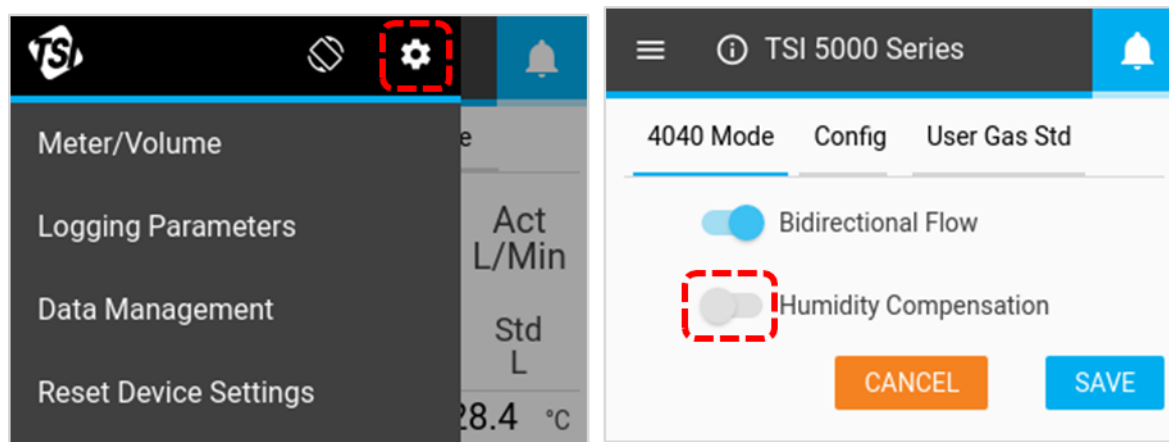 TSI
Meter/Volume
Logging Parameters
Data Management
Reset Device Settings
e
Act
L/Min
Std
L
28.4 °C
TSI 5000 Series
4040 Mode Config User Gas Std
Bidirectional Flow
Humidity Compensation
CANCEL SAVE